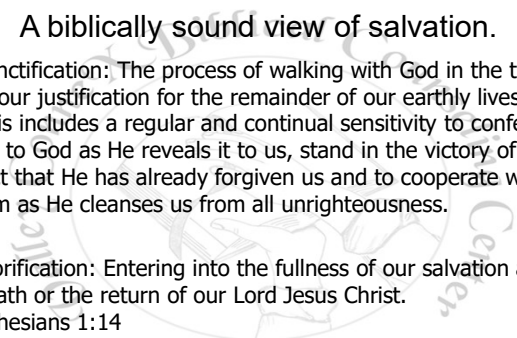 A biblically sound view of salvation.
nctification: The process of walking with God in the t
our justification for the remainder of our earthly lives
is includes a regular and continual sensitivity to confe
to God as He reveals it to us, stand in the victory of
t that He has already forgiven us and to cooperate w
m as He cleanses us from all unrighteousness.
orification: Entering into the fullness of our salvation a
ath or the return of our Lord Jesus Christ.
hesians 1:14